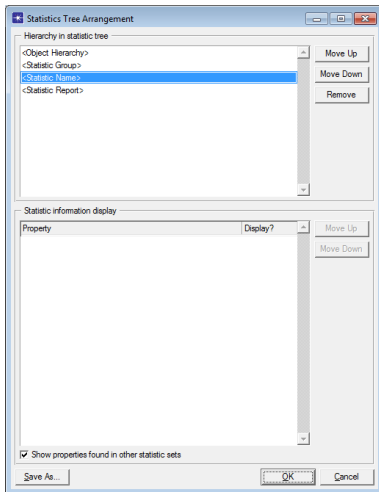 Statistics Tree Arrangement
Hierarchy in statistic tree
<Object Hierarchy>
<Statistic Group>
<Statistic Name>
<Statistic Report>
Move Up
Move Down
Remove
Statistic information display
Property Display?
Move Up
Move Down
Show properties found in other statistic sets
Save As... OK Cancel